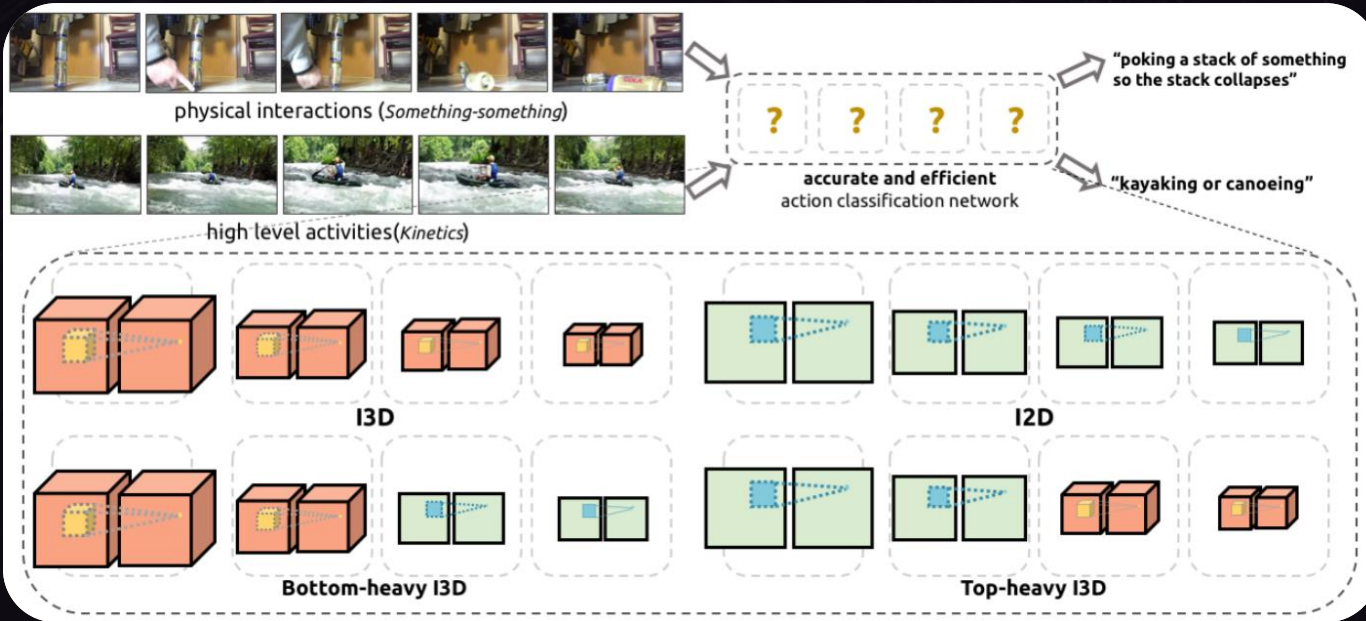 physical interactions (Something-something)
high level activities(Kinetics)
? ? ? ?
accurate and efficient
action classification network
“poking a stack of something
so the stack collapses”
“kayaking or canoeing”
I3D
I2D
Bottom-heavy I3D
Top-heavy I3D